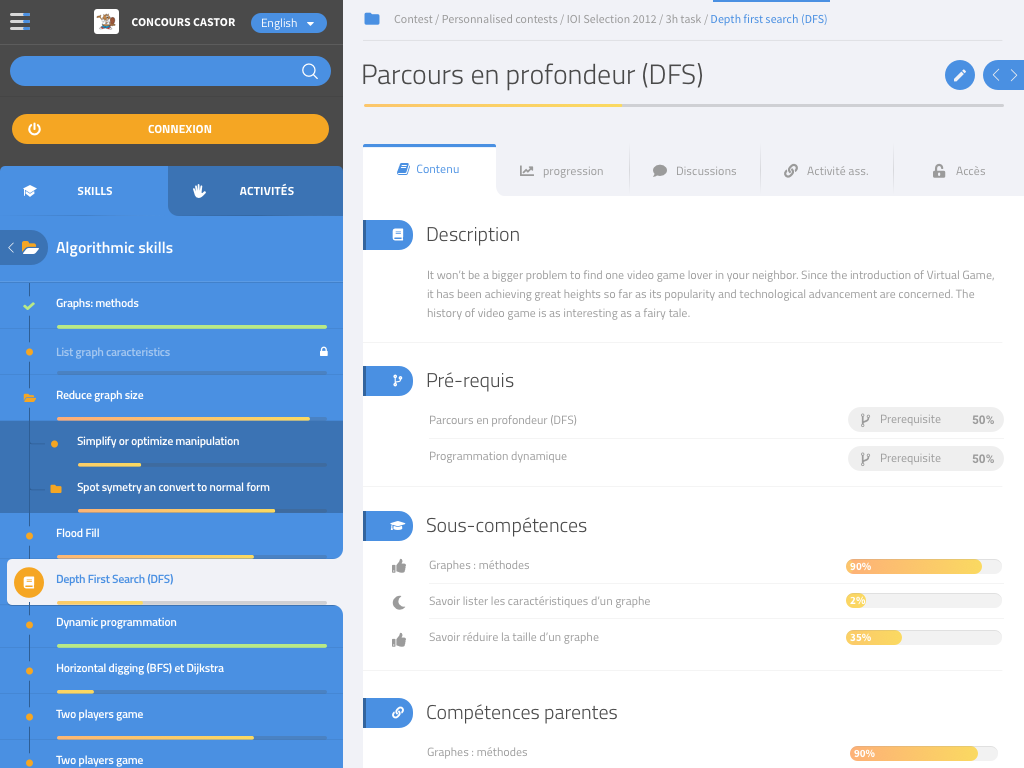 CONCOURS CASTOR
English
CONNEXION
SKILLS
ACTIVITÉS
Algorithmic skills
Graphs: methods
List graph caracteristics
Reduce graph size
Simplify or optimize manipulation
Spot symetry an convert to normal form
Flood Fill
Depth First Search (DFS)
Dynamic programmation
Horizontal digging (BFS) et Dijkstra
Two players game
Two players game
Contest / Personnalised contests / IOI Selection 2012 / 3h task / Depth first search (DFS)
Parcours en profondeur (DFS)
Contenu
progression
Discussions
Activité ass.
Accès
Description
It won't be a bigger problem to find one video game lover in your neighbor. Since the introduction of Virtual Game,
it has been achieving great heights so far as its popularity and technological advancement are concerned. The
history of video game is as interesting as a fairy tale.
Pré-requis
Parcours en profondeur (DFS)
Prerequisite 50%
Programmation dynamique
Prerequisite 50%
Sous-compétences
Graphes : méthodes
90%
Savoir lister les caractéristiques d'un graphe
2%
Savoir réduire la taille d'un graphe
35%
Compétences parentes
Graphes : méthodes
90%